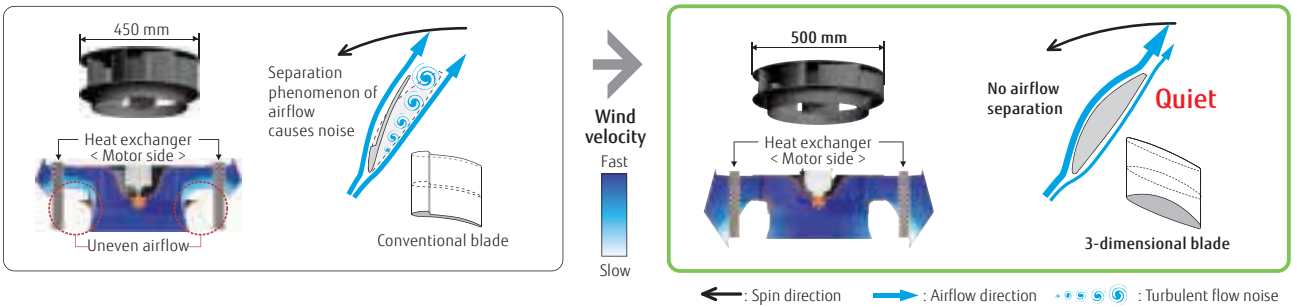 450 mm
Separation
phenomenon of
airflow
causes noise
Heat exchanger
< Motor side >
Uneven airflow
Conventional blade
Wind
velocity
Fast
Slow
500 mm
No airflow
separation
Quiet
Heat exchanger
< Motor side >
3-dimensional blade
: Spin direction
: Airflow direction
: Turbulent flow noise